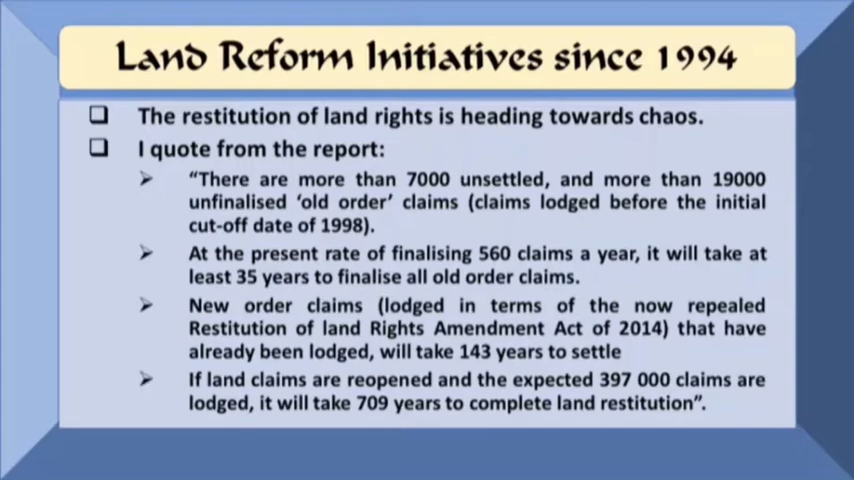 Land Reform Initiatives since 1994
The restitution of land rights is heading towards chaos.
I quote from the report:
"There are more than 7000 unsettled, and more than 19000
unfinalised 'old order' claims (claims lodged before the initial
cut-off date of 1998).
At the present rate of finalising 560 claims a year, it will take at
least 35 years to finalise all old order claims.
New order claims (lodged in terms of the now repealed
Restitution of land Rights Amendment Act of 2014) that have
already been lodged, will take 143 years to settle
If land claims are reopened and the expected 397 000 claims are
lodged, it will take 709 years to complete land restitution".